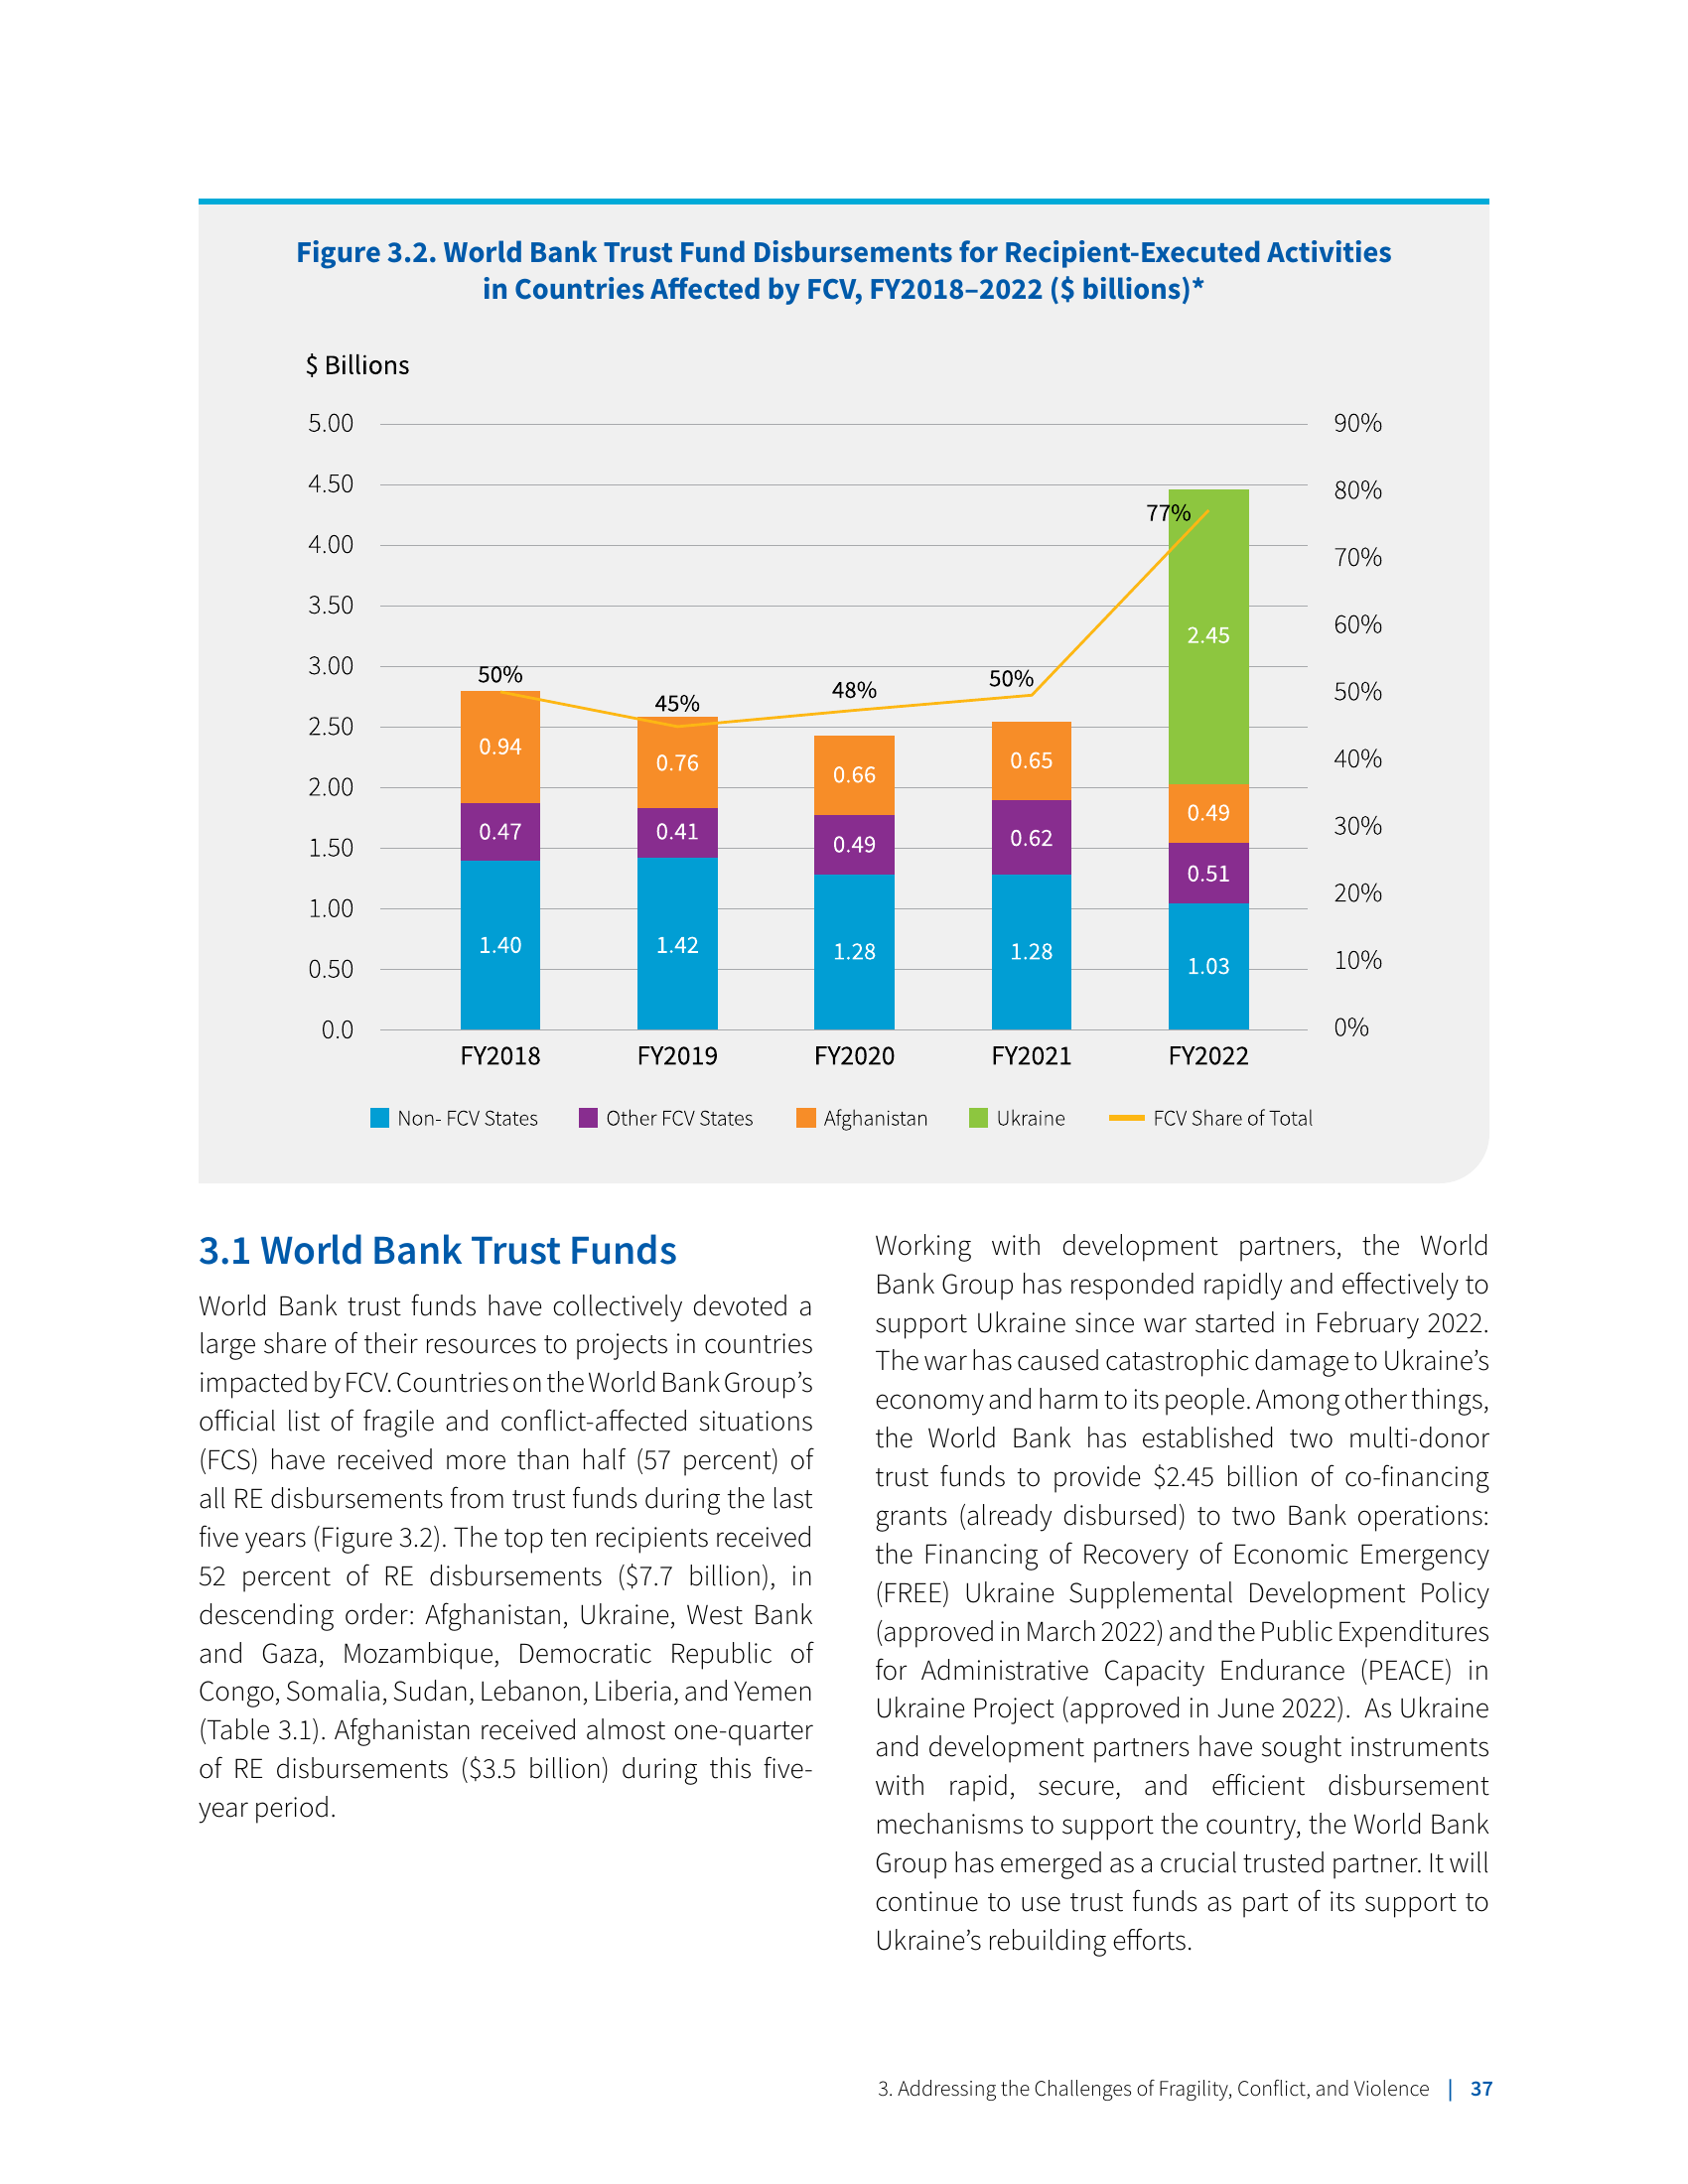 Figure 3.2. World Bank Trust Fund Disbursements for Recipient-Executed Activities
in Countries Affected by FCV, FY2018–2022 ($ billions)*
$ Billions
5.00
4.50
4.00
3.50
3.00
2.50
2.00
1.50
1.00
0.50
0.0
90%
80%
70%
60%
50%
40%
30%
20%
10%
0%
50%
0.94
0.47
1.40
45%
0.76
0.41
1.42
48%
0.66
0.49
1.28
50%
0.65
0.62
1.28
77%
2.45
0.49
0.51
1.03
FY2018 FY2019 FY2020 FY2021 FY2022
Non- FCV States Other FCV States Afghanistan Ukraine FCV Share of Total
3.1 World Bank Trust Funds
World Bank trust funds have collectively devoted a
large share of their resources to projects in countries
impacted by FCV. Countries on the World Bank Group’s
official list of fragile and conflict-affected situations
(FCS) have received more than half (57 percent) of
all RE disbursements from trust funds during the last
five years (Figure 3.2). The top ten recipients received
52 percent of RE disbursements ($7.7 billion), in
descending order: Afghanistan, Ukraine, West Bank
and Gaza, Mozambique, Democratic Republic of
Congo, Somalia, Sudan, Lebanon, Liberia, and Yemen
(Table 3.1). Afghanistan received almost one-quarter
of RE disbursements ($3.5 billion) during this five-
year period.
Working with development partners, the World
Bank Group has responded rapidly and effectively to
support Ukraine since war started in February 2022.
The war has caused catastrophic damage to Ukraine’s
economy and harm to its people. Among other things,
the World Bank has established two multi-donor
trust funds to provide $2.45 billion of co-financing
grants (already disbursed) to two Bank operations:
the Financing of Recovery of Economic Emergency
(FREE) Ukraine Supplemental Development Policy
(approved in March 2022) and the Public Expenditures
for Administrative Capacity Endurance (PEACE) in
Ukraine Project (approved in June 2022). As Ukraine
and development partners have sought instruments
with rapid, secure, and efficient disbursement
mechanisms to support the country, the World Bank
Group has emerged as a crucial trusted partner. It will
continue to use trust funds as part of its support to
Ukraine’s rebuilding efforts.
3. Addressing the Challenges of Fragility, Conflict, and Violence | 37